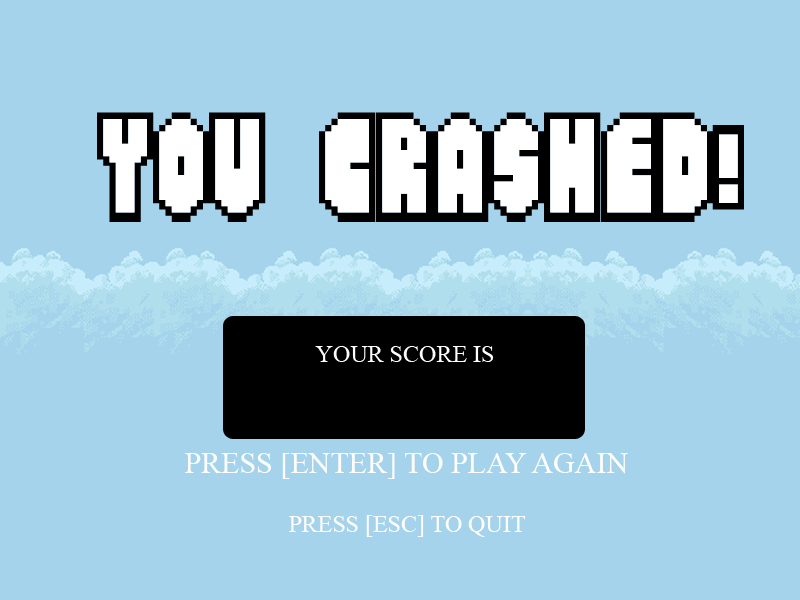 YOU CRASHED!
YOUR SCORE IS
PRESS [ENTER] TO PLAY AGAIN
PRESS [ESC] TO QUIT